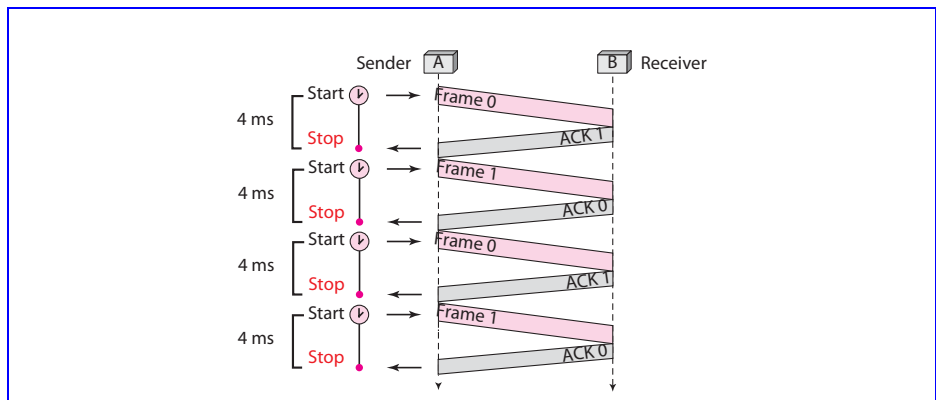 Sender A B Receiver
Start Frame 0
4 ms
Stop ACK 1
Start Frame 1
4 ms
Stop ACK 0
Start Frame 0
4 ms
Stop ACK 1
Start Frame 1
4 ms
Stop ACK 0